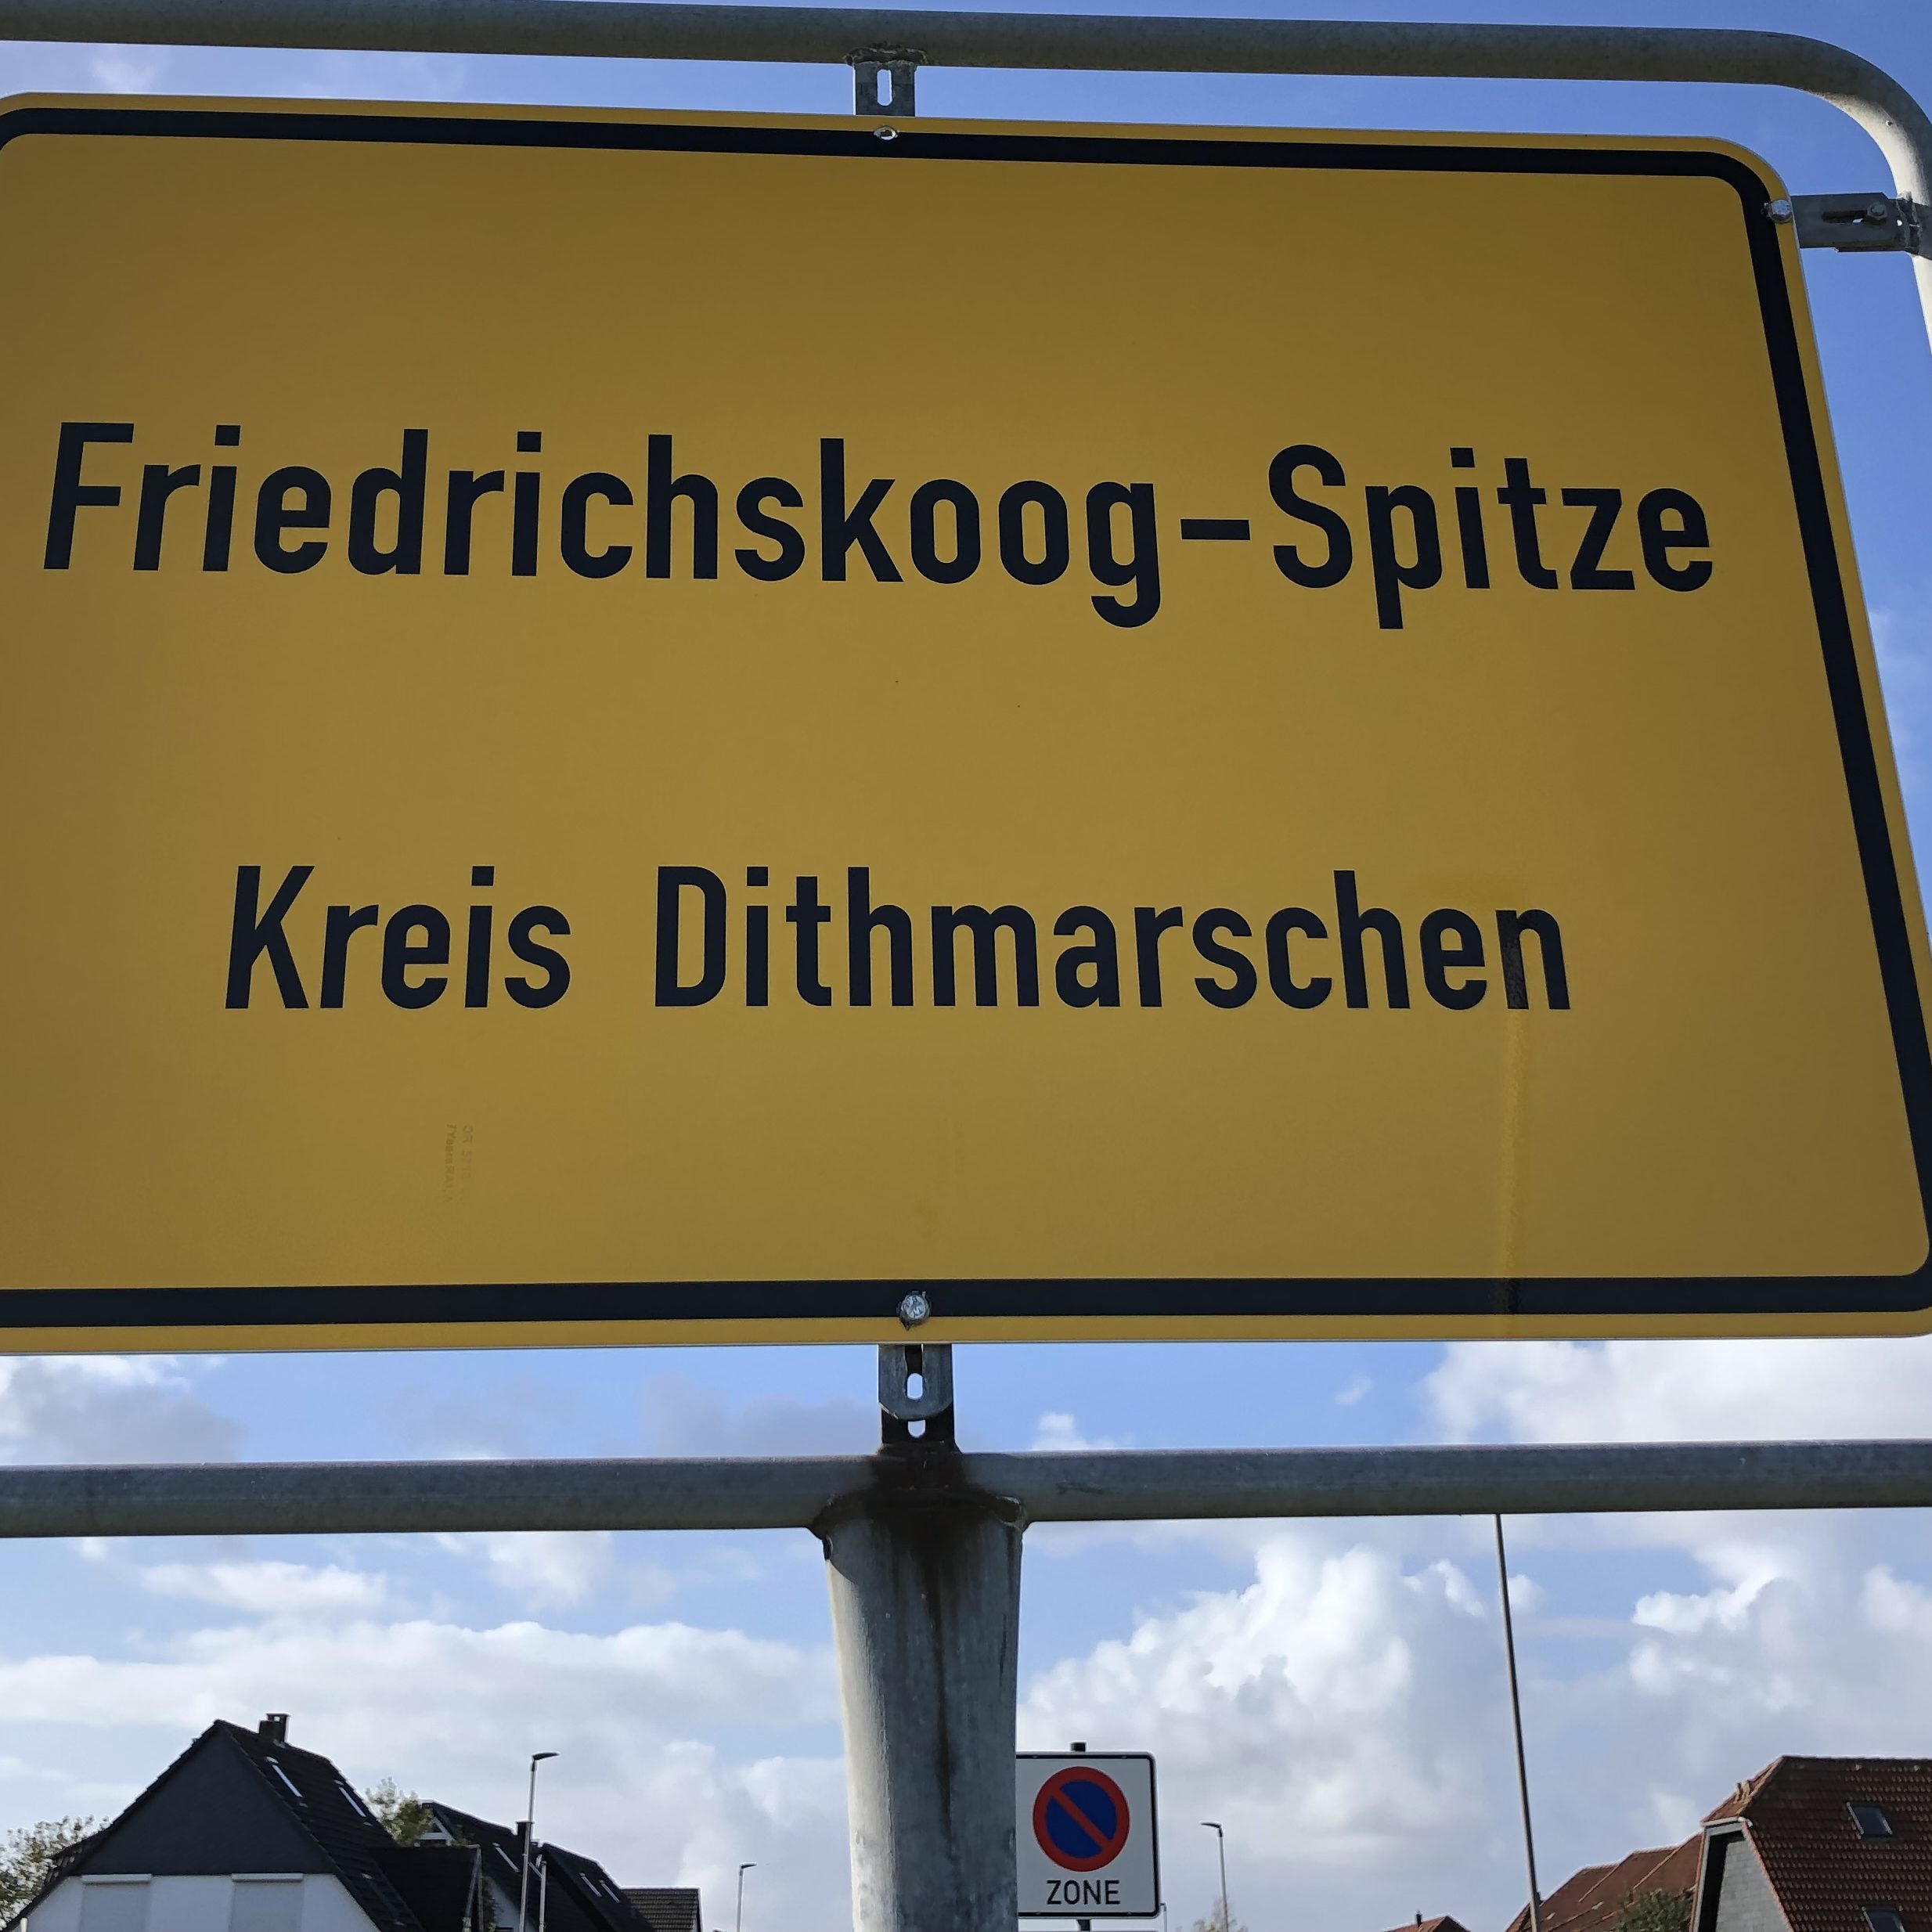 Friedrichskoog-Spitze
Kreis Dithmarschen
ZONE